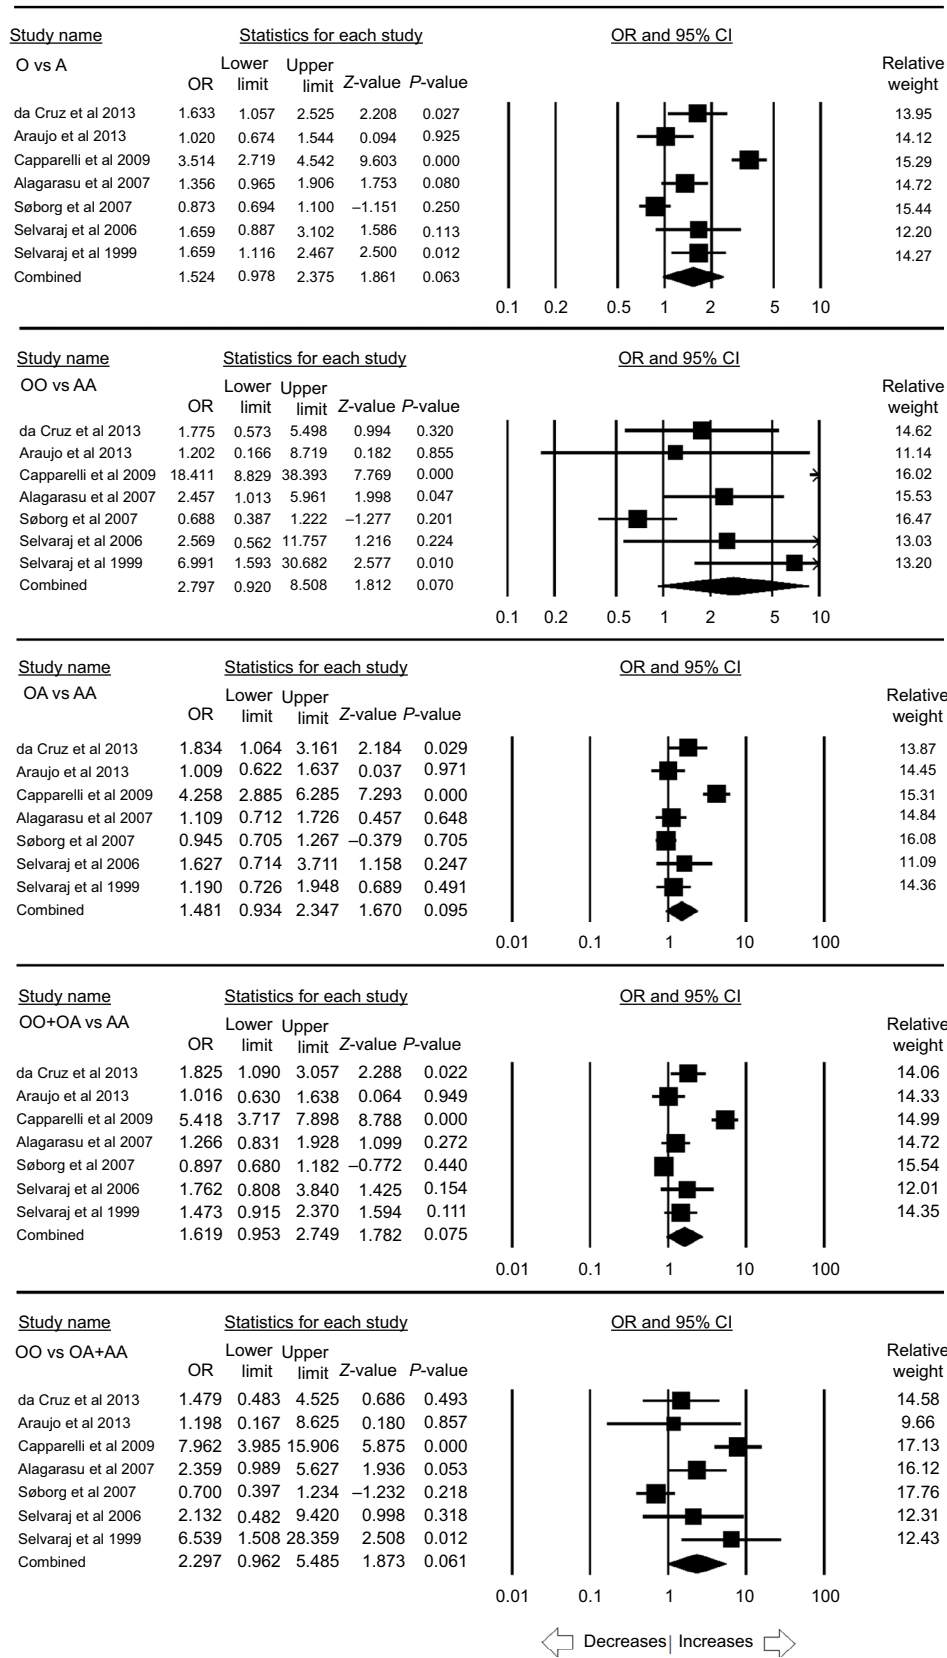 Study name Statistics for each study OR and 95% CI
O vs A Lower Upper Relative
OR limit limit Z-value P-value weight
da Cruz et al 2013 1.633 1.057 2.525 2.208 0.027 13.95
Araujo et al 2013 1.020 0.674 1.544 0.094 0.925 14.12
Capparelli et al 2009 3.514 2.719 4.542 9.603 0.000 15.29
Alagarasu et al 2007 1.356 0.965 1.906 1.753 0.080 14.72
Søborg et al 2007 0.873 0.694 1.100 –1.151 0.250 15.44
Selvaraj et al 2006 1.659 0.887 3.102 1.586 0.113 12.20
Selvaraj et al 1999 1.659 1.116 2.467 2.500 0.012 14.27
Combined 1.524 0.978 2.375 1.861 0.063
0.1 0.2 0.5 1 2 5 10
Study name Statistics for each study OR and 95% CI
OO vs AA Lower Upper Relative
OR limit limit Z-value P-value weight
da Cruz et al 2013 1.775 0.573 5.498 0.994 0.320 14.62
Araujo et al 2013 1.202 0.166 8.719 0.182 0.855 11.14
Capparelli et al 2009 18.411 8.829 38.393 7.769 0.000 16.02
Alagarasu et al 2007 2.457 1.013 5.961 1.998 0.047 15.53
Søborg et al 2007 0.688 0.387 1.222 –1.277 0.201 16.47
Selvaraj et al 2006 2.569 0.562 11.757 1.216 0.224 13.03
Selvaraj et al 1999 6.991 1.593 30.682 2.577 0.010 13.20
Combined 2.797 0.920 8.508 1.812 0.070
0.1 0.2 0.5 1 2 5 10
Study name Statistics for each study OR and 95% CI
OA vs AA Lower Upper Relative
OR limit limit Z-value P-value weight
da Cruz et al 2013 1.834 1.064 3.161 2.184 0.029 13.87
Araujo et al 2013 1.009 0.622 1.637 0.037 0.971 14.45
Capparelli et al 2009 4.258 2.885 6.285 7.293 0.000 15.31
Alagarasu et al 2007 1.109 0.712 1.726 0.457 0.648 14.84
Søborg et al 2007 0.945 0.705 1.267 –0.379 0.705 16.08
Selvaraj et al 2006 1.627 0.714 3.711 1.158 0.247 11.09
Selvaraj et al 1999 1.190 0.726 1.948 0.689 0.491 14.36
Combined 1.481 0.934 2.347 1.670 0.095
0.01 0.1 1 10 100
Study name Statistics for each study OR and 95% CI
OO+OA vs AA Lower Upper Relative
OR limit limit Z-value P-value weight
da Cruz et al 2013 1.825 1.090 3.057 2.288 0.022 14.06
Araujo et al 2013 1.016 0.630 1.638 0.064 0.949 14.33
Capparelli et al 2009 5.418 3.717 7.898 8.788 0.000 14.99
Alagarasu et al 2007 1.266 0.831 1.928 1.099 0.272 14.72
Søborg et al 2007 0.897 0.680 1.182 –0.772 0.440 15.54
Selvaraj et al 2006 1.762 0.808 3.840 1.425 0.154 12.01
Selvaraj et al 1999 1.473 0.915 2.370 1.594 0.111 14.35
Combined 1.619 0.953 2.749 1.782 0.075
0.01 0.1 1 10 100
Study name Statistics for each study OR and 95% CI
OO vs OA+AA Lower Upper Relative
OR limit limit Z-value P-value weight
da Cruz et al 2013 1.479 0.483 4.525 0.686 0.493 14.58
Araujo et al 2013 1.198 0.167 8.625 0.180 0.857 9.66
Capparelli et al 2009 7.962 3.985 15.906 5.875 0.000 17.13
Alagarasu et al 2007 2.359 0.989 5.627 1.936 0.053 16.12
Søborg et al 2007 0.700 0.397 1.234 –1.232 0.218 17.76
Selvaraj et al 2006 2.132 0.482 9.420 0.998 0.318 12.31
Selvaraj et al 1999 6.539 1.508 28.359 2.508 0.012 12.43
Combined 2.297 0.962 5.485 1.873 0.061
0.01 0.1 1 10 100
Decreases Increases